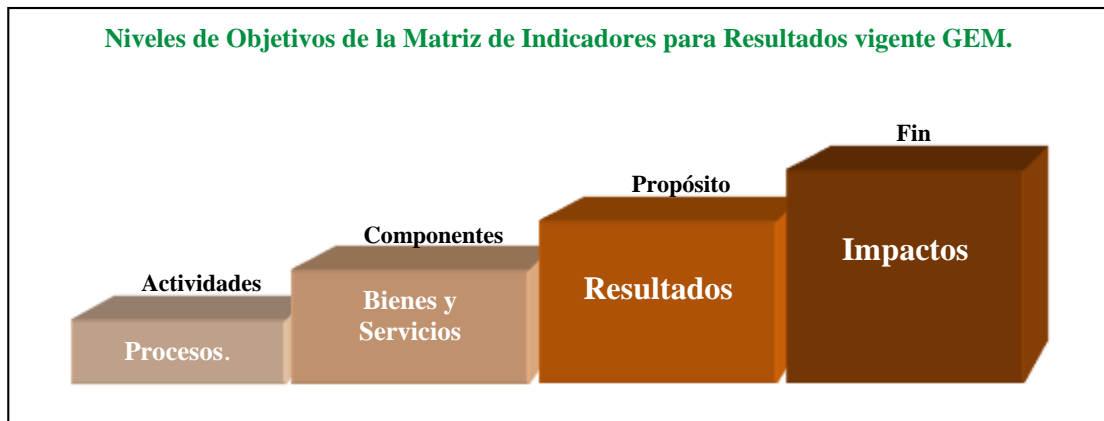 Niveles de Objetivos de la Matriz de Indicadores para Resultados vigente GEM.
Actividades
Procesos.
Componentes
Bienes y
Servicios
Propósito
Resultados
Fin
Impactos